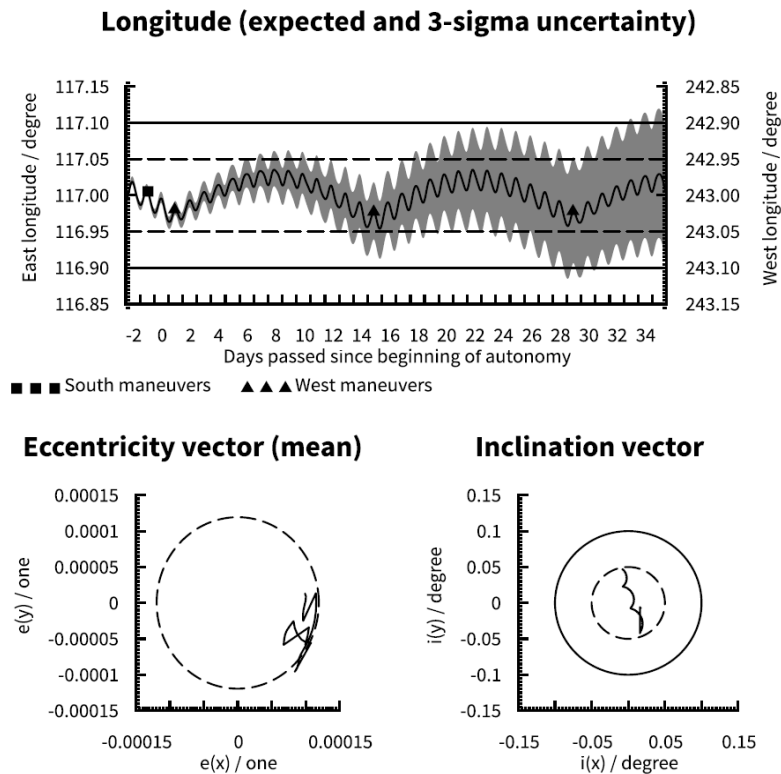 Longitude (expected and 3-sigma uncertainty)
East longitude / degree
117.15
117.10
117.05
117.00
116.95
116.90
116.85
242.85
242.90
242.95
243.00
243.05
243.10
243.15
West longitude / degree
-2 0 2 4 6 8 10 12 14 16 18 20 22 24 26 28 30 32 34
Days passed since beginning of autonomy
South maneuvers West maneuvers
Eccentricity vector (mean)
e(y) / one
0.00015
0.0001
0.00005
0
-0.00005
-0.0001
-0.00015
-0.00015 0 0.00015
e(x) / one
Inclination vector
i(y) / degree
0.15
0.1
0.05
0
-0.05
-0.1
-0.15
-0.15 -0.05 0.05 0.15
i(x) / degree